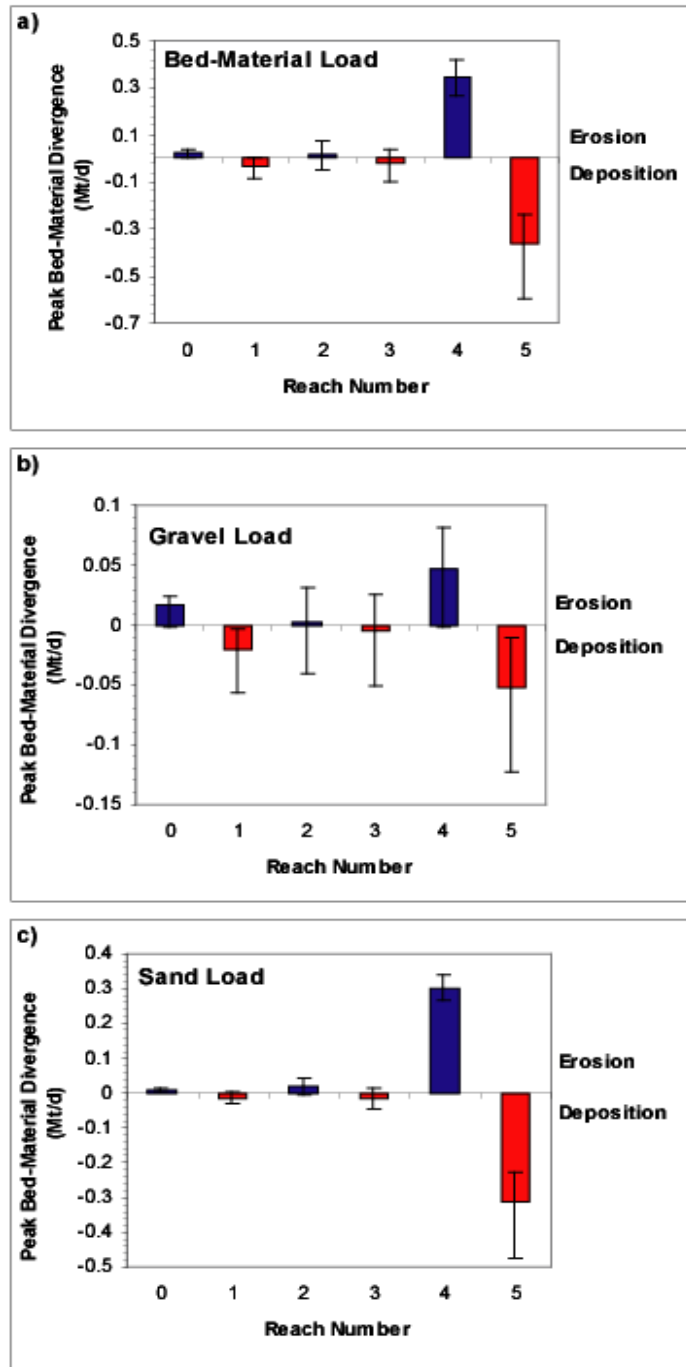 a)
Bed-Material Load
Peak Bed-Material Divergence
(Mt/d)
0.5
0.3
0.1
-0.1
-0.3
-0.5
-0.7
Erosion
Deposition
0 1 2 3 4 5
Reach Number
b)
Gravel Load
Peak Bed-Material Divergence
(Mt/d)
0.1
0.05
0
-0.05
-0.1
-0.15
Erosion
Deposition
0 1 2 3 4 5
Reach Number
c)
Sand Load
Peak Bed-Material Divergence
(Mt/d)
0.4
0.3
0.2
0.1
0
-0.1
-0.2
-0.3
-0.4
-0.5
Erosion
Deposition
0 1 2 3 4 5
Reach Number